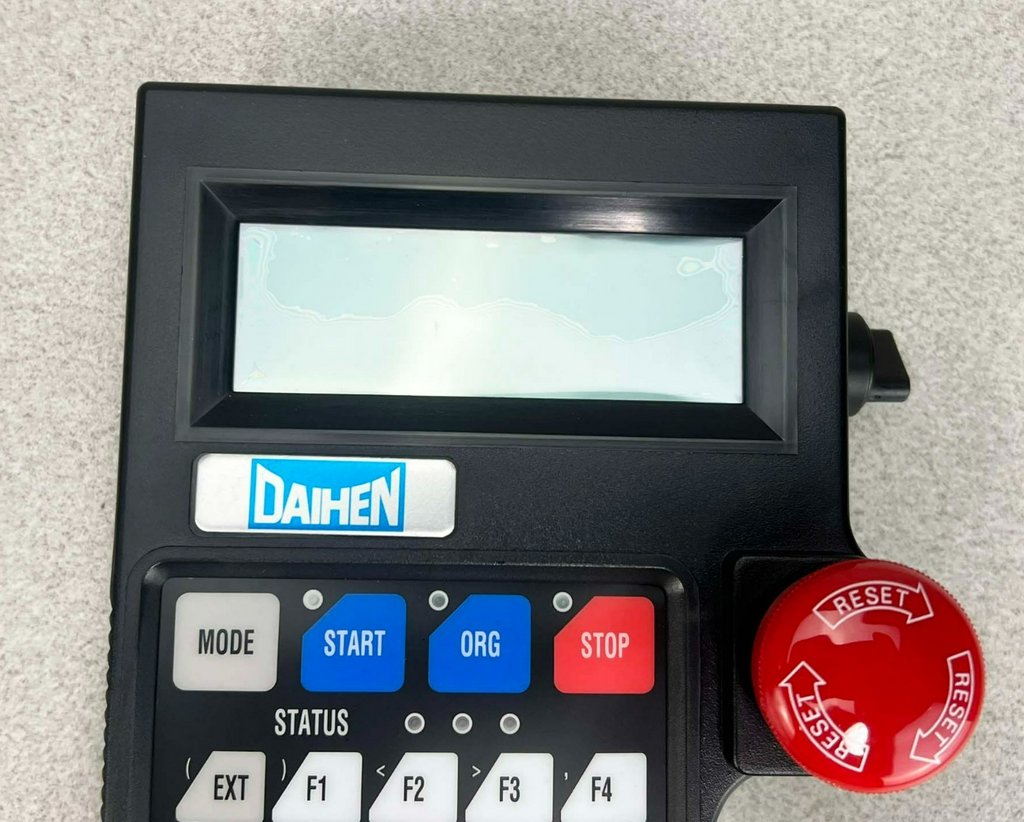 DAIHEN
MODE
START
ORG
STOP
RESET
RESET
RESET
STATUS
( EXT ) F1 < F2 > F3 , F4